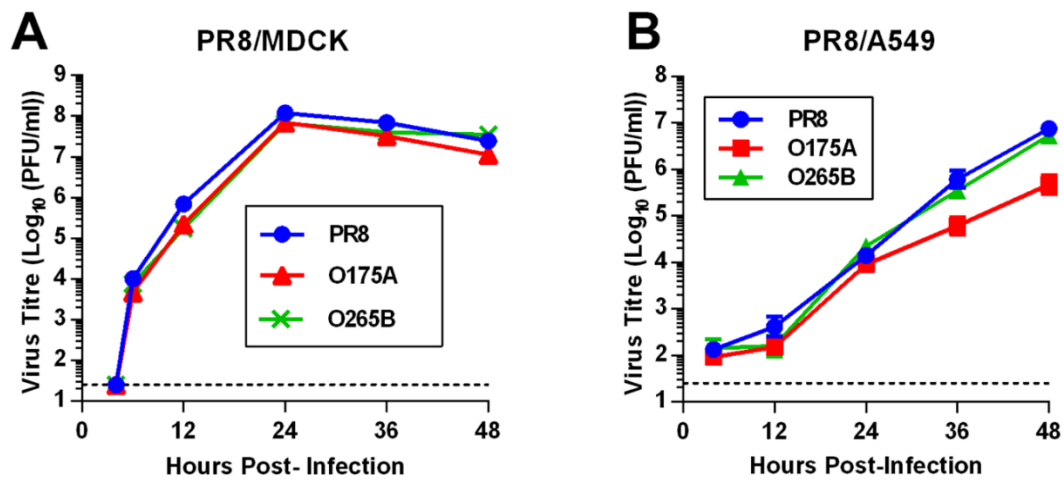 A
PR8/MDCK
Virus Titre (Log₁₀ (PFU/ml))
9
8
7
6
5
4
3
2
1
PR8
O175A
O265B
0 12 24 36 48
Hours Post- Infection
B
PR8/A549
Virus Titre (Log₁₀ (PFU/ml))
8
7
6
5
4
3
2
1
PR8
O175A
O265B
0 12 24 36 48
Hours Post-Infection